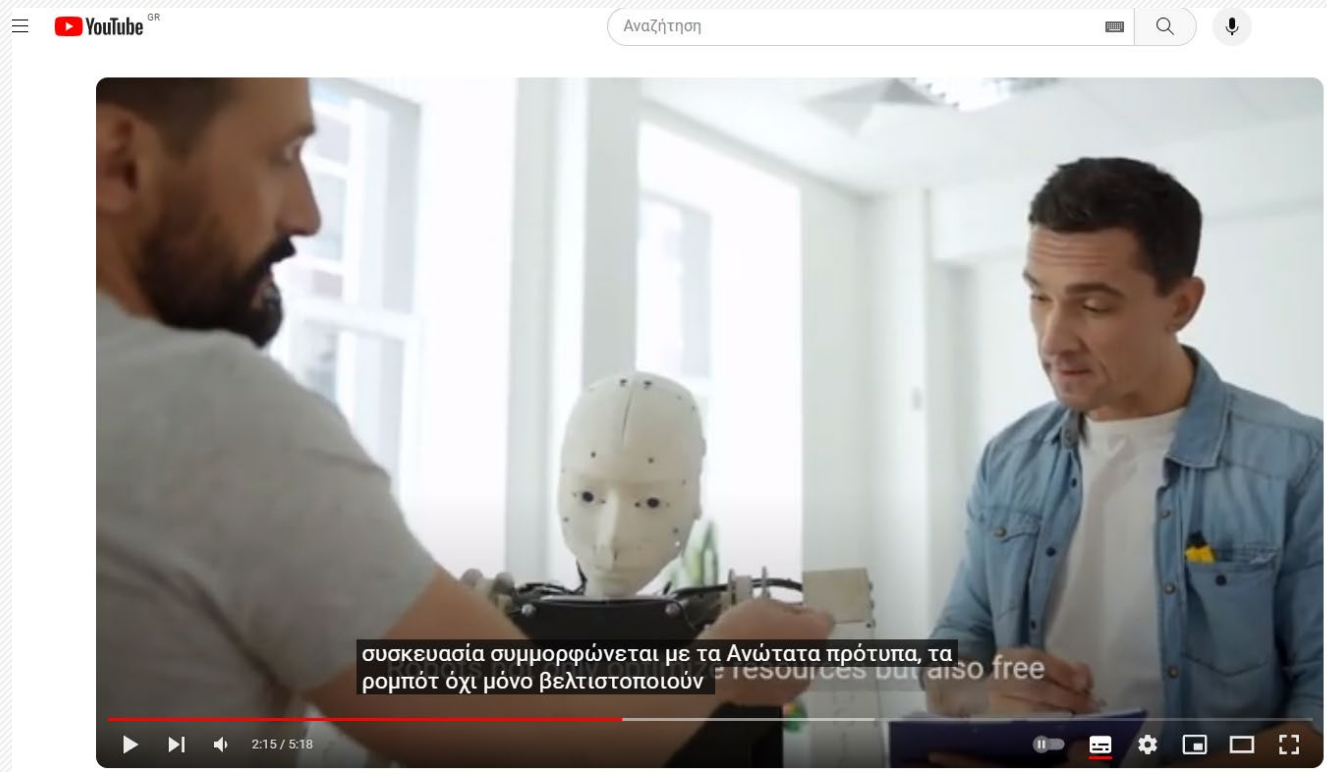 YouTube GR
Αναζήτηση
συσκευασία συμμορφώνεται με τα Ανώτατα πρότυπα, τα
ρομπότ όχι μόνο βελτιστοποιούν
resources but also free
2:15 / 5:18